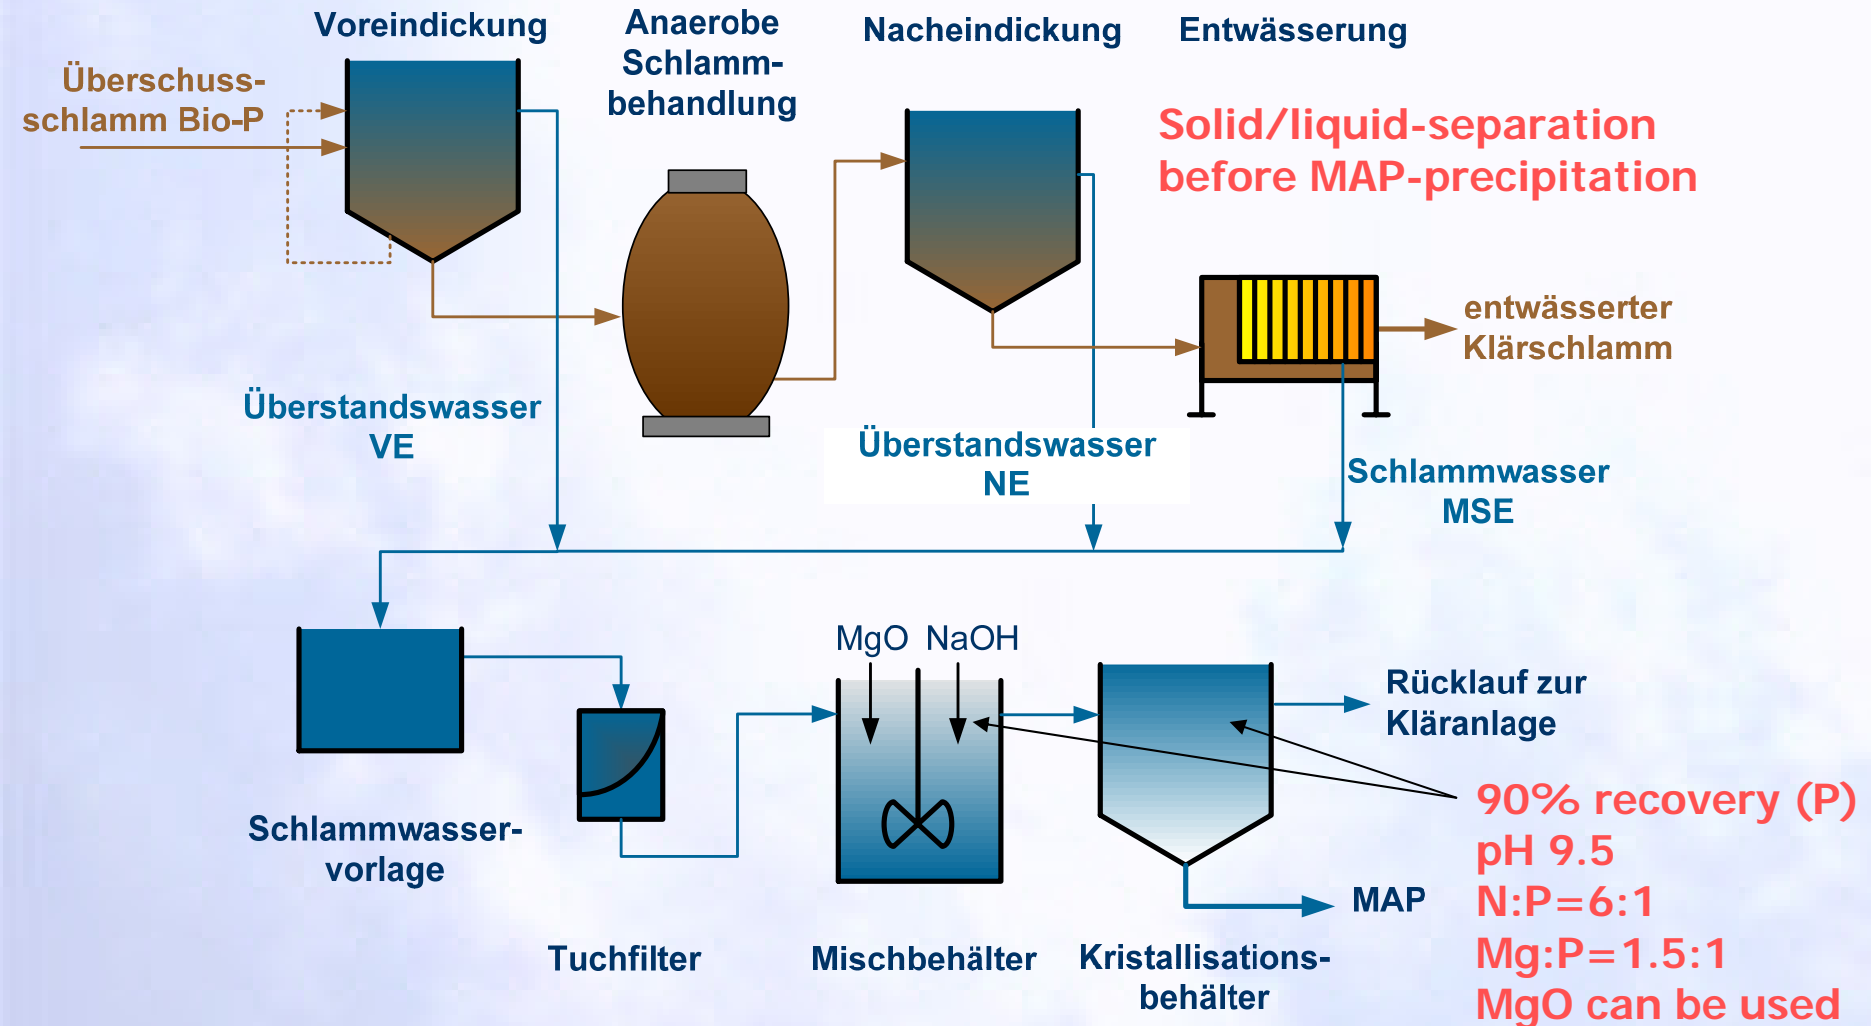 Voreindickung
Anaerobe
Schlamm-
behandlung
Nacheindickung
Entwässerung
Überschuss-
schlamm Bio-P
Solid/liquid-separation
before MAP-precipitation
entwässerter
Klärschlamm
Überstandswasser
VE
Überstandswasser
NE
Schlammwasser
MSE
MgO
NaOH
Rücklauf zur
Kläranlage
Schlammwasser-
vorlage
90% recovery (P)
pH 9.5
N:P=6:1
Mg:P=1.5:1
MgO can be used
MAP
Tuchfilter
Mischbehälter
Kristallisations-
behälter